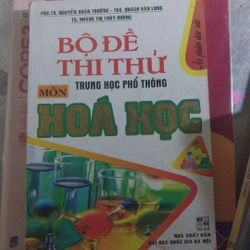 PGS.TS. NGUYỄN XUÂN TRƯỜNG - THS. QUÁCH VĂN LONG
TS. HOÀNG THỊ THÚY HƯƠNG
BỘ ĐỀ
THI THỬ
TRUNG HỌC PHỔ THÔNG
MÔN
HOÁ HỌC
NHÀ XUẤT BẢN
ĐẠI HỌC QUỐC GIA HÀ NỘI